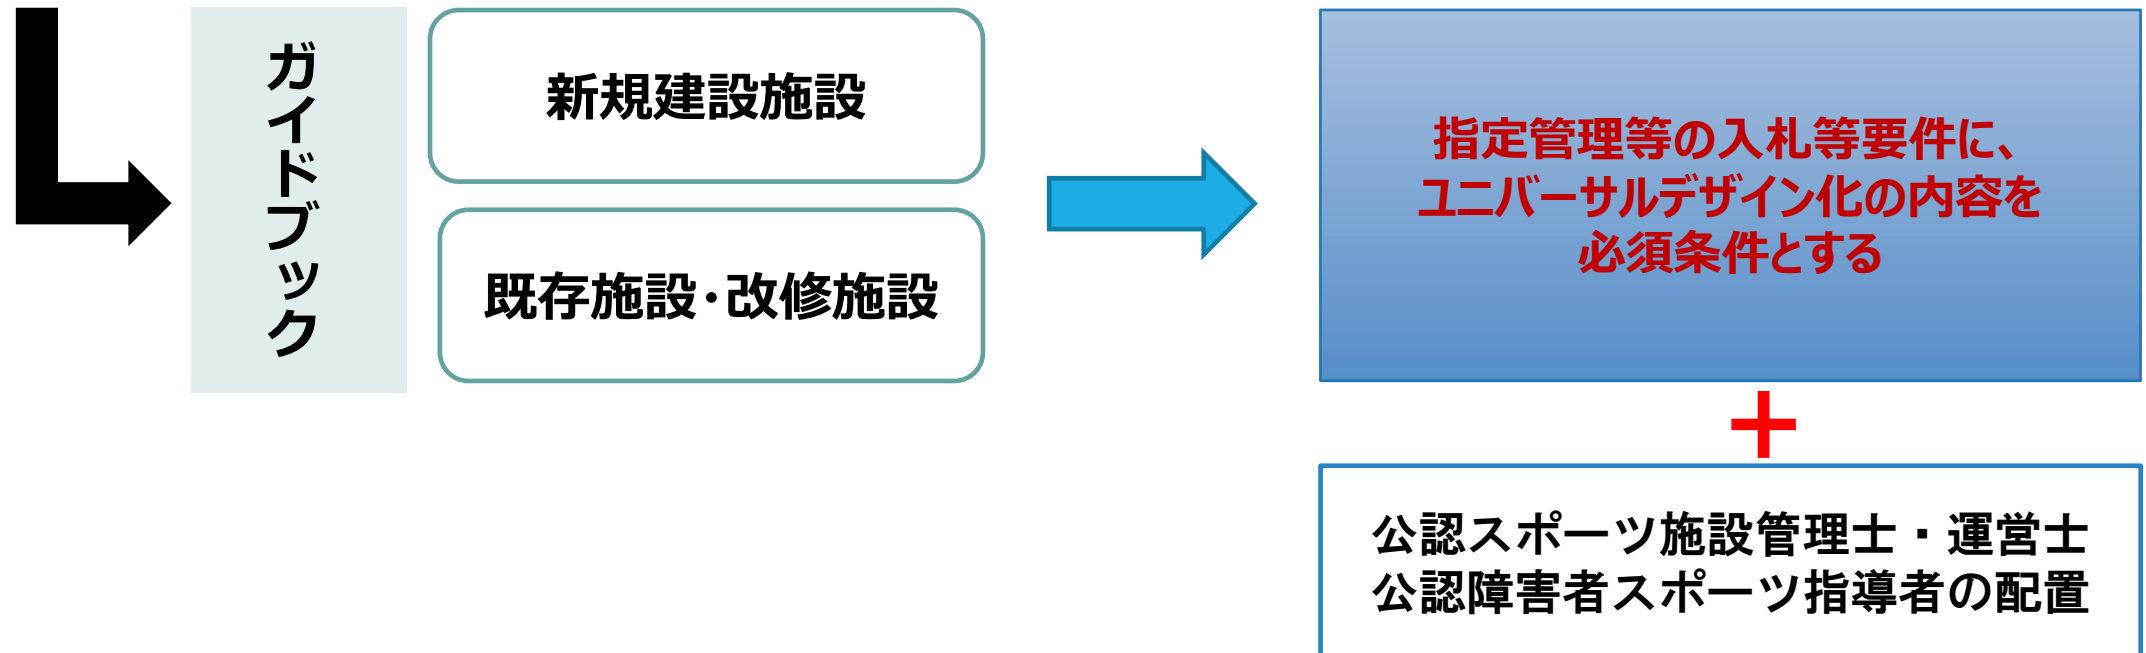 ガイドブック
新規建設施設
既存施設・改修施設
指定管理等の入札等要件に、
ユニバーサルデザイン化の内容を
必須条件とする
＋
公認スポーツ施設管理士・運営士
公認障害者スポーツ指導者の配置